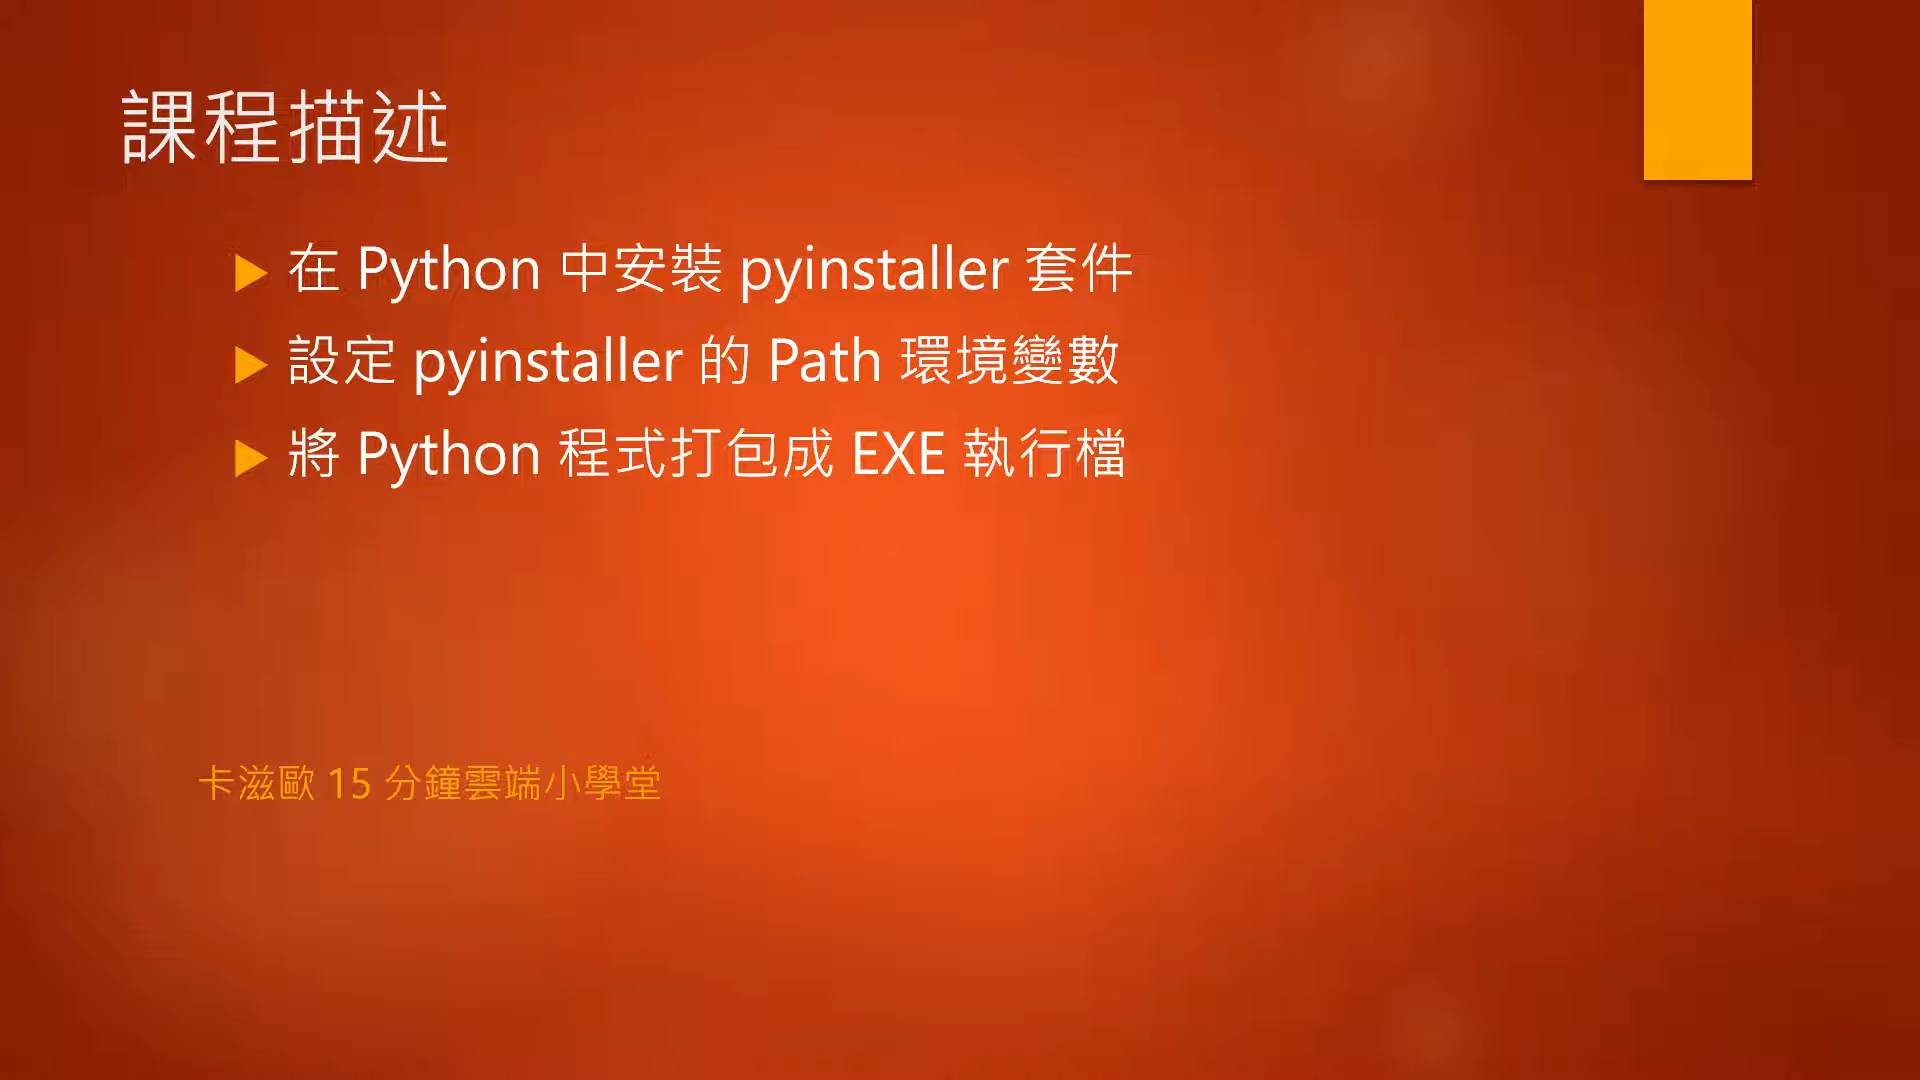 課程描述
在 Python 中安裝 pyinstaller 套件
設定 pyinstaller 的 Path 環境變數
將 Python 程式打包成 EXE 執行檔
卡滋歐 15 分鐘雲端小學堂